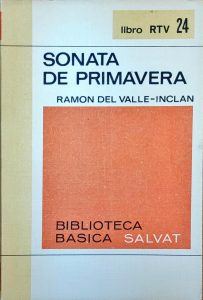 libro RTV 24
SONATA
DE PRIMAVERA
RAMON DEL VALLE-INCLAN
BIBLIOTECA
BASICA SALVAT